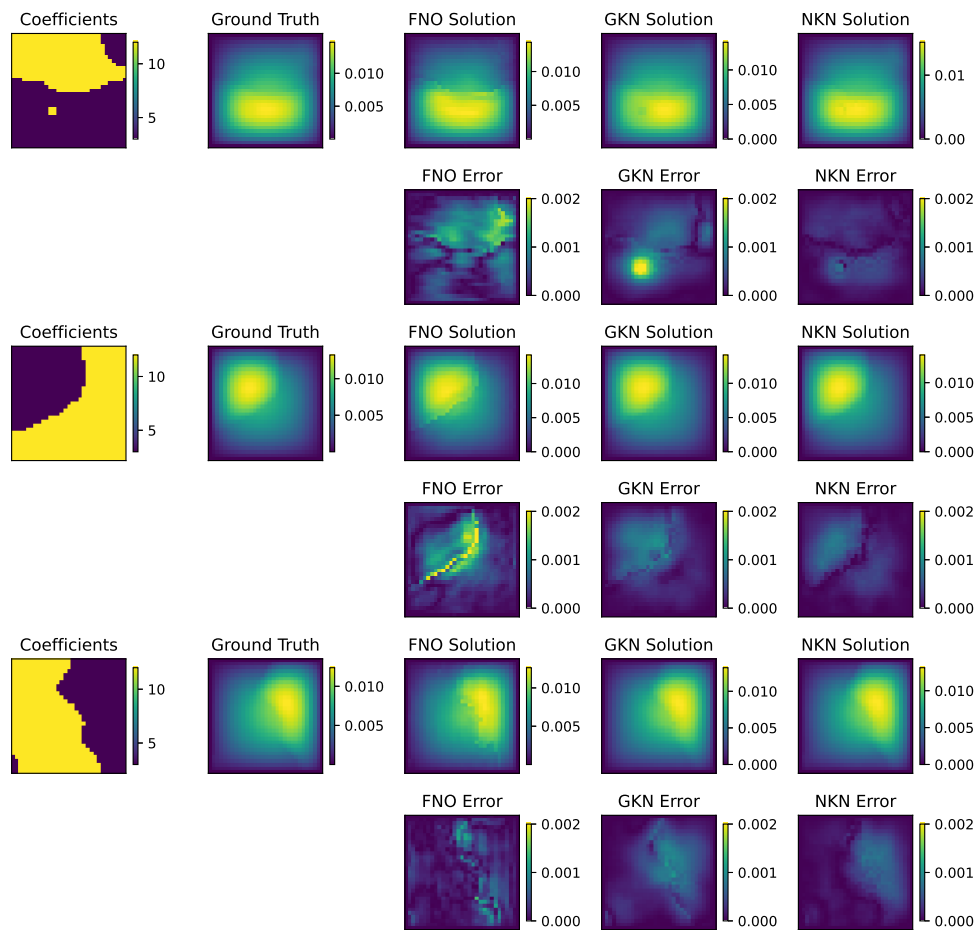 Coefficients Ground Truth FNO Solution GKN Solution NKN Solution
10 5
0.010 0.005
0.010 0.005 0.000
0.010 0.005 0.000
0.01 0.00
FNO Error GKN Error NKN Error
0.002 0.001 0.000
0.002 0.001 0.000
0.002 0.001 0.000
Coefficients Ground Truth FNO Solution GKN Solution NKN Solution
10 5
0.010 0.005
0.010 0.005 0.000
0.010 0.005 0.000
0.010 0.005 0.000
FNO Error GKN Error NKN Error
0.002 0.001 0.000
0.002 0.001 0.000
0.002 0.001 0.000
Coefficients Ground Truth FNO Solution GKN Solution NKN Solution
10 5
0.010 0.005
0.010 0.005 0.000
0.010 0.005 0.000
0.010 0.005 0.000
FNO Error GKN Error NKN Error
0.002 0.001 0.000
0.002 0.001 0.000
0.002 0.001 0.000